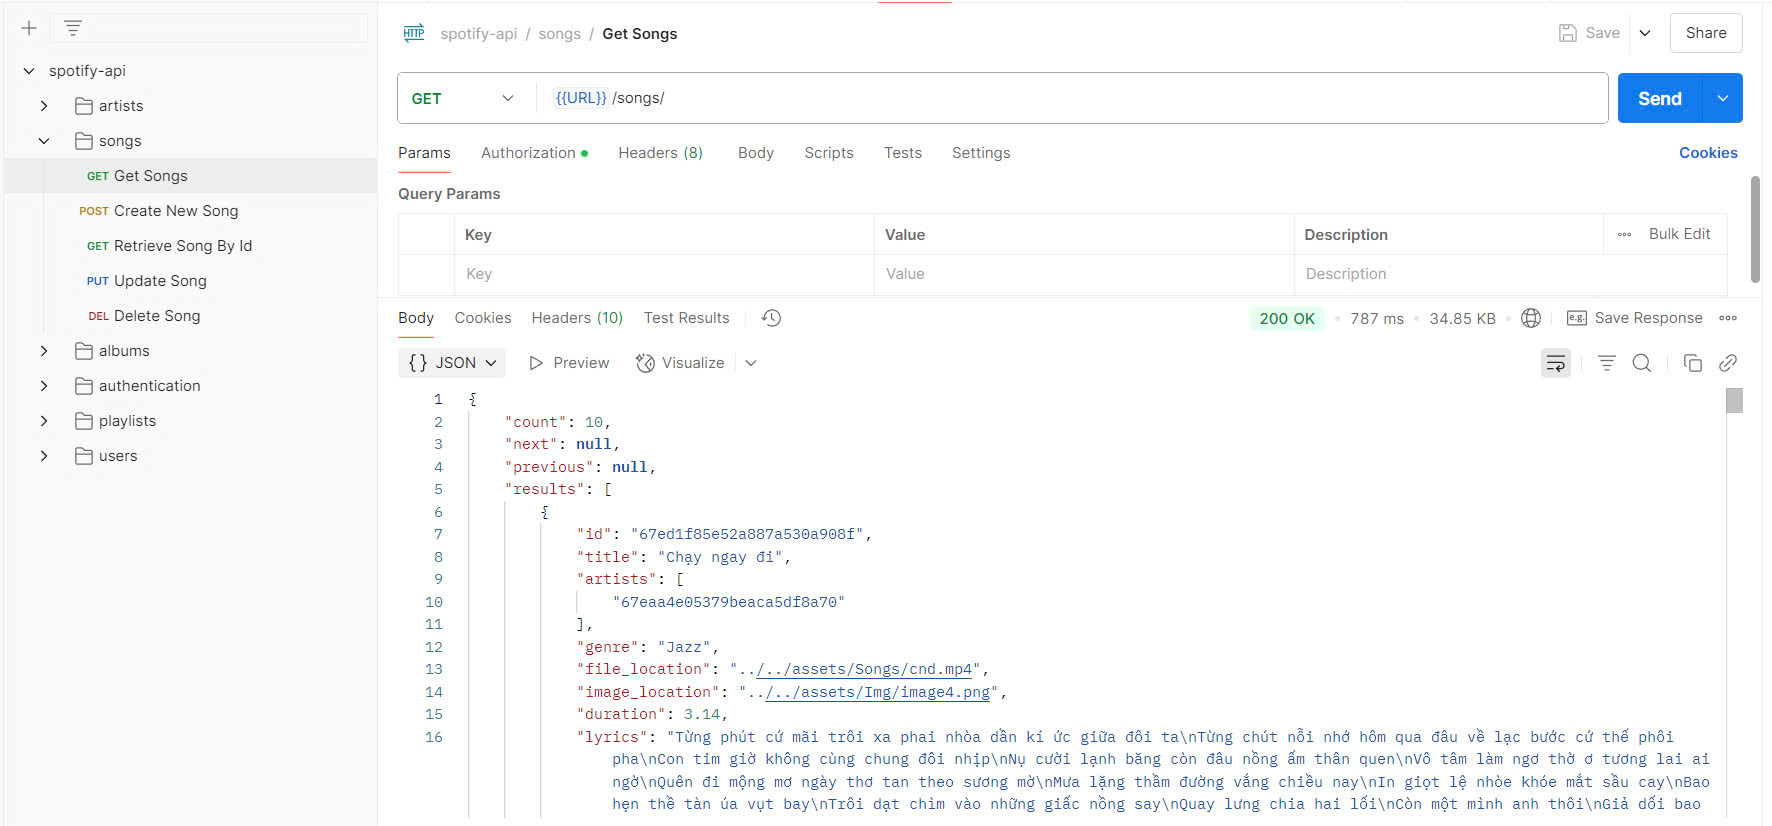 spotify-api
artists
songs
GET Get Songs
POST Create New Song
GET Retrieve Song By Id
PUT Update Song
DEL Delete Song
albums
authentication
playlists
users
HTTP spotify-api / songs / Get Songs
Save
Share
GET {{URL}} /songs/
Send
Params Authorization Headers (8) Body Scripts Tests Settings Cookies
Query Params
Key Value Description Bulk Edit
Key Value Description
Body Cookies Headers (10) Test Results 200 OK 787 ms 34.85 KB e.g. Save Response
{} JSON Preview Visualize
1 {
2 "count": 10,
3 "next": null,
4 "previous": null,
5 "results": [
6 {
7 "id": "67ed1f85e52a887a530a908f",
8 "title": "Chạy ngay đi",
9 "artists": [
10 "67eaa4e05379beaca5df8a70"
11 ],
12 "genre": "Jazz",
13 "file_location": "../../assets/Songs/cnd.mp4",
14 "image_location": "../../assets/Img/image4.png",
15 "duration": 3.14,
16 "lyrics": "Từng phút cứ mãi trôi xa phai nhòa dần kí ức giữa đôi ta\nTừng chút nỗi nhớ hôm qua đâu về lạc bước cứ thế phôi
pha\nCon tim giờ không cùng chung đôi nhịp\nNụ cười lạnh băng còn đâu nồng ấm thân quen\nVô tâm làm ngơ thờ ơ tương lai ai
ngờ\nQuên đi mộng mơ ngày thơ tan theo sương mờ\nMưa lặng thầm đường vắng chiều nay\nIn giọt lệ nhòe khóe mắt sầu cay\nBao
hẹn thề tàn úa vụt bay\nTrôi dạt chìm vào những giấc nồng say\nQuay lưng chia hai lối\nCòn một mình anh thôi\nGiả dối bao